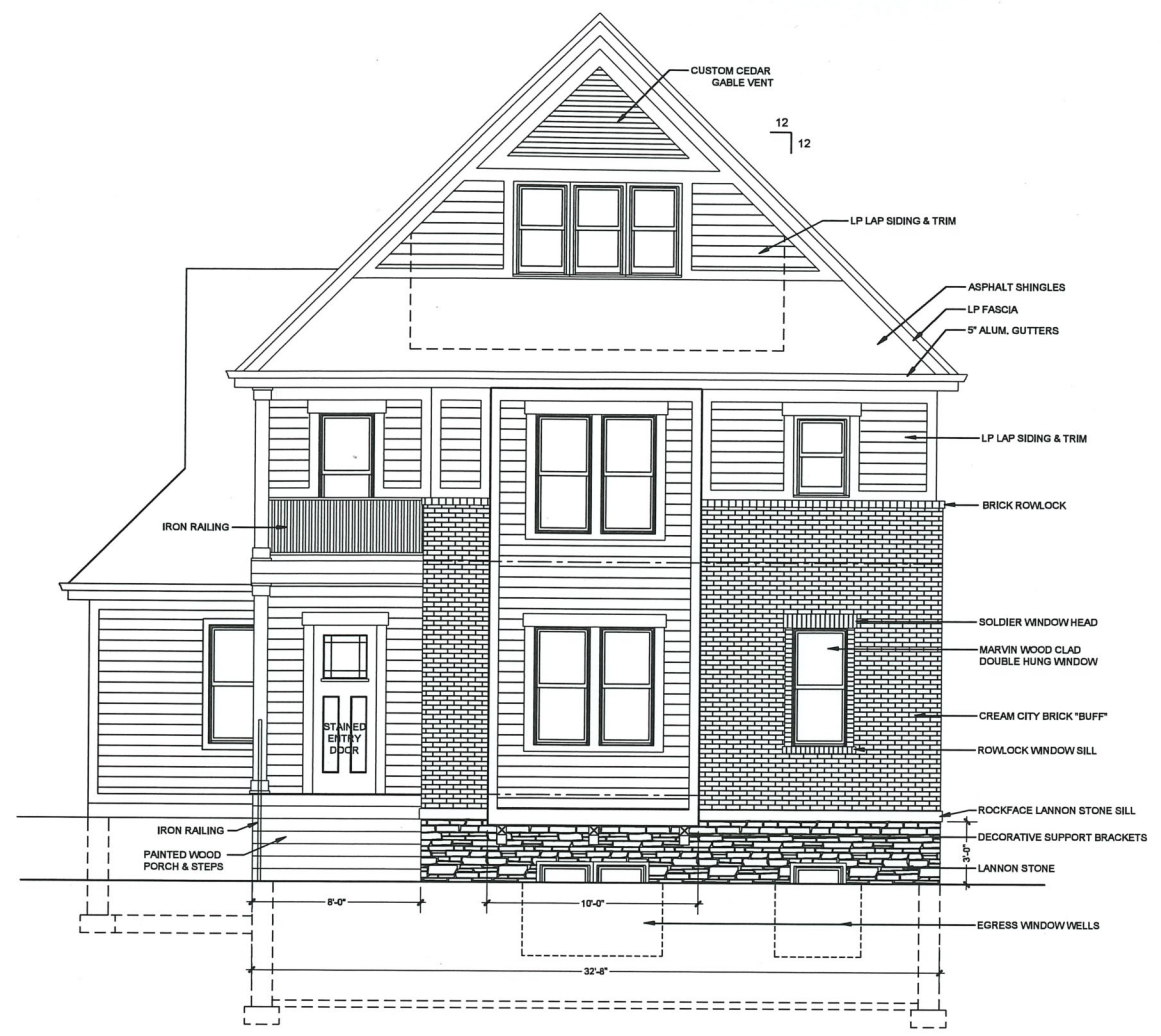 CUSTOM CEDAR
GABLE VENT
12
12
LP LAP SIDING & TRIM
ASPHALT SHINGLES
LP FASCIA
5" ALUM. GUTTERS
LP LAP SIDING & TRIM
BRICK ROWLOCK
IRON RAILING
SOLDIER WINDOW HEAD
MARVIN WOOD CLAD
DOUBLE HUNG WINDOW
STAINED
ENTRY
DOOR
CREAM CITY BRICK "BUFF"
ROWLOCK WINDOW SILL
ROCKFACE LANNON STONE SILL
IRON RAILING
DECORATIVE SUPPORT BRACKETS
3'-0"
PAINTED WOOD
PORCH & STEPS
LANNON STONE
8'-0"
10'-0"
EGRESS WINDOW WELLS
32'-8"